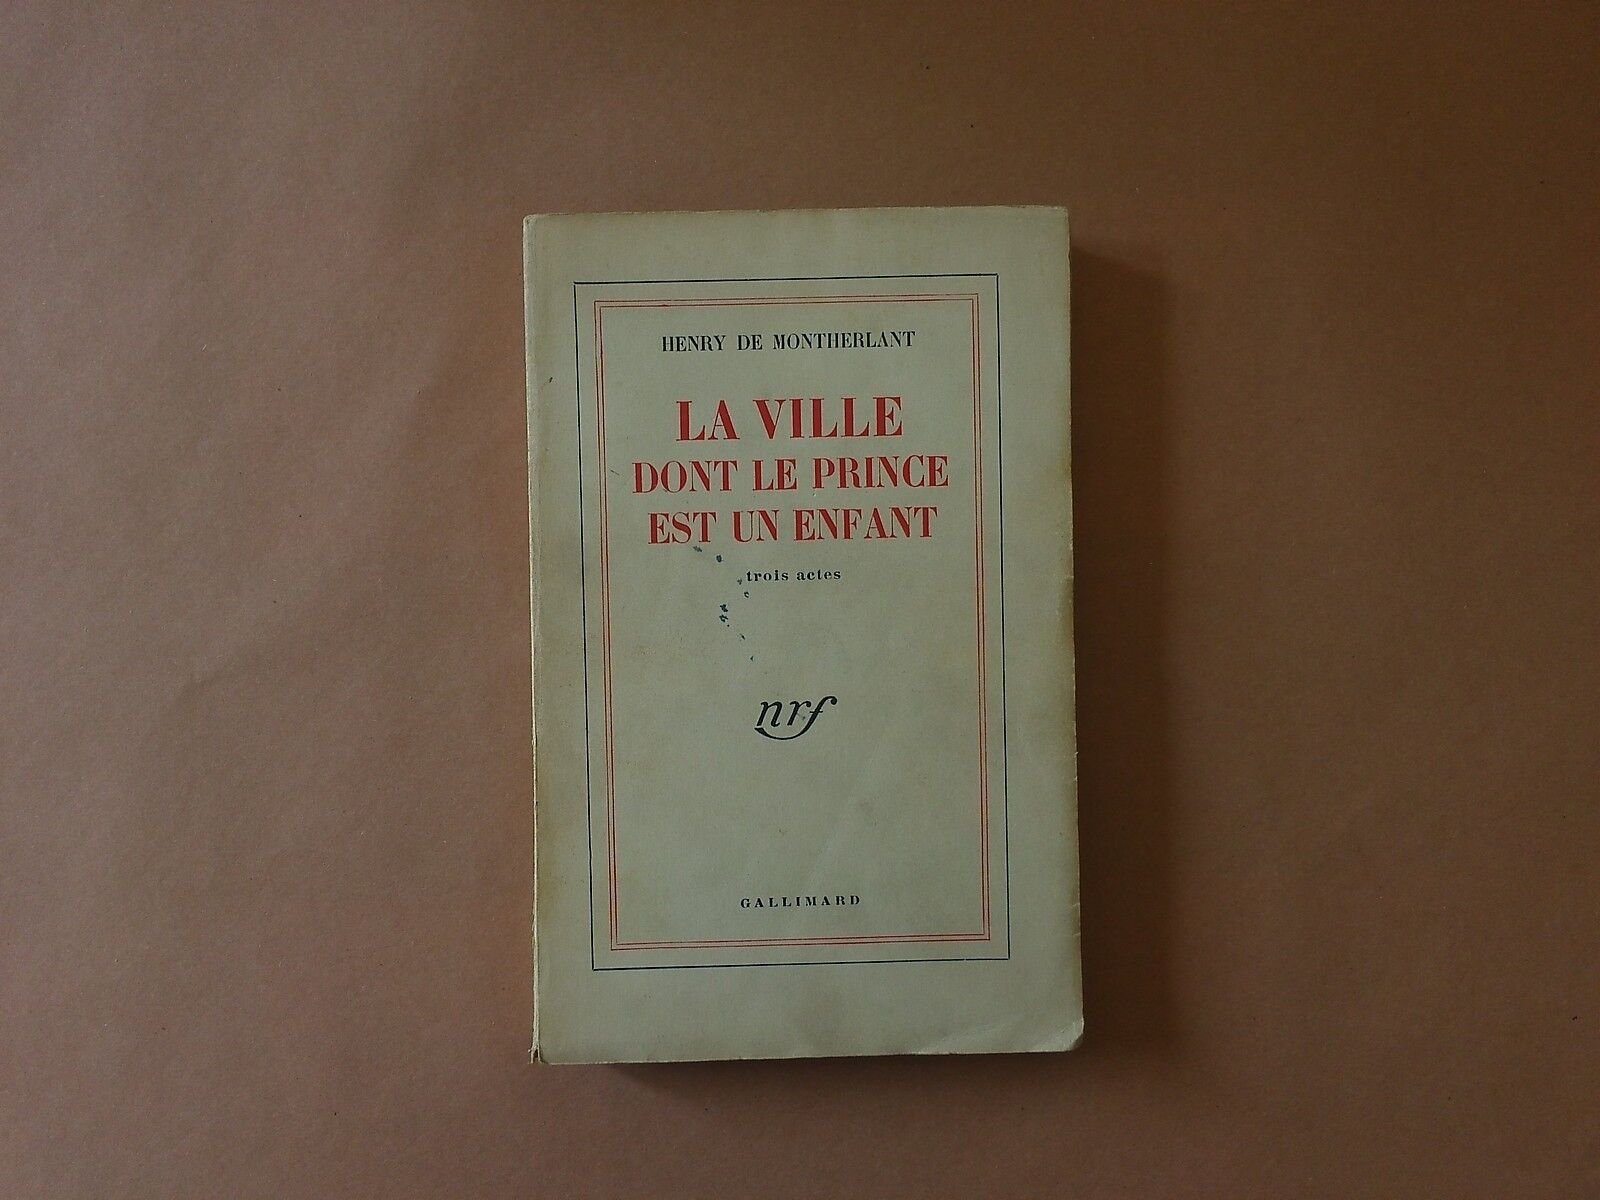 HENRY DE MONTHERLANT
LA VILLE
DONT LE PRINCE
EST UN ENFANT
trois actes
nrf
GALLIMARD